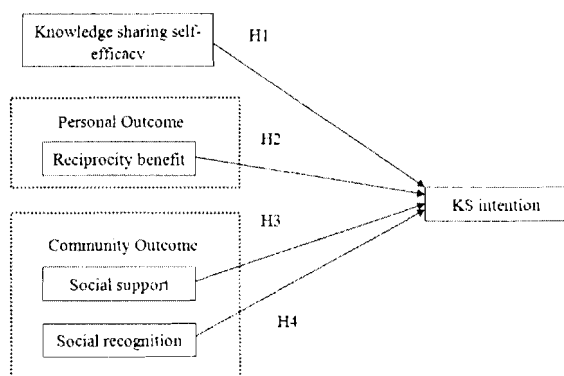 Knowledge sharing self-
efficacy
H1
Personal Outcome
Reciprocity benefit
H2
KS intention
Community Outcome
H3
Social support
Social recognition
H4